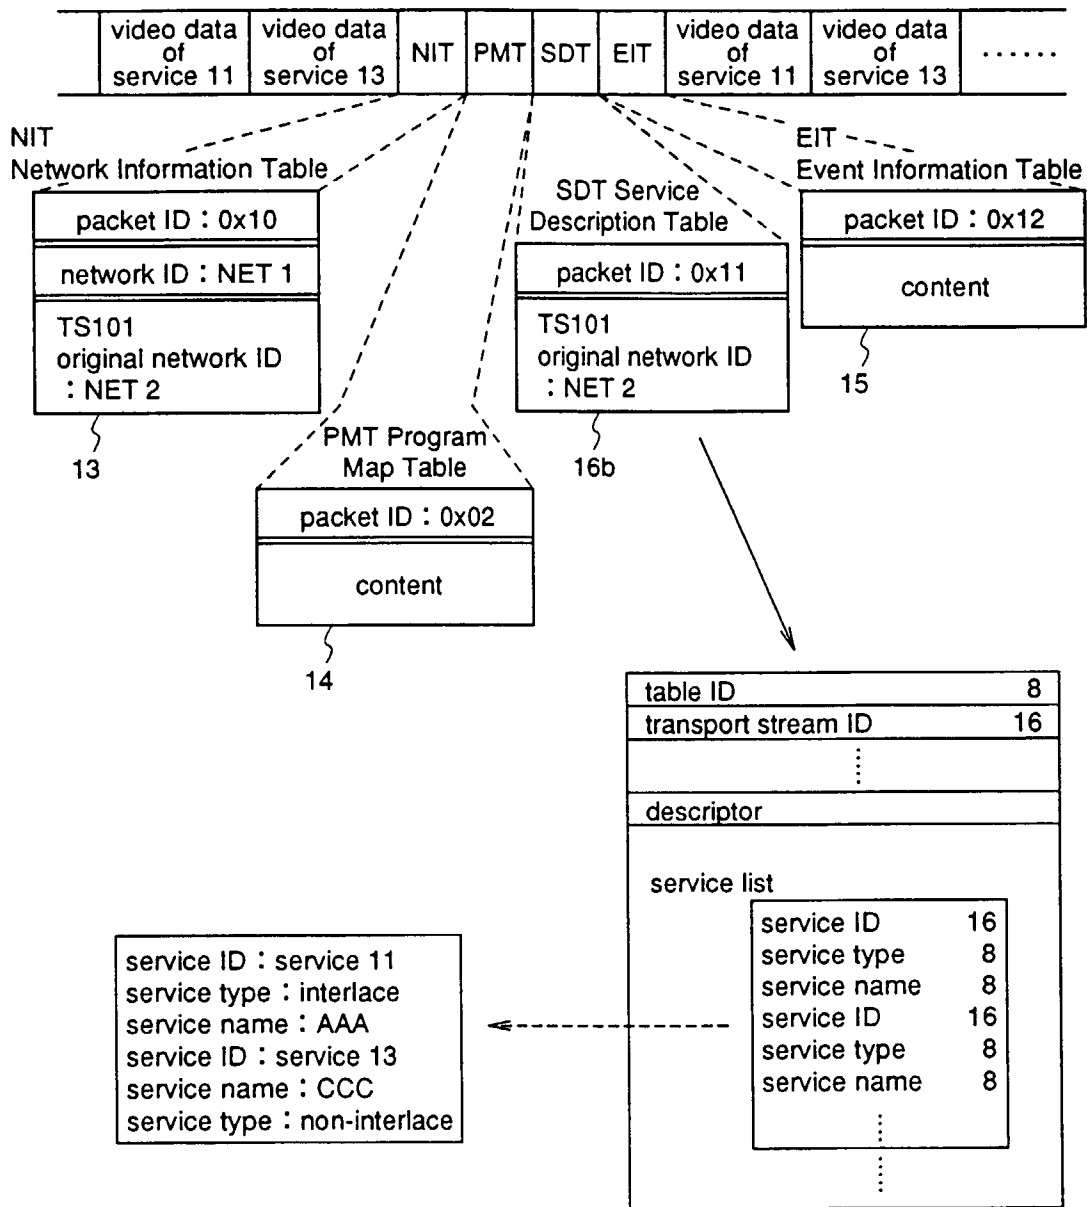 video data
of
service 11
video data
of
service 13
NIT
PMT
SDT
EIT
video data
of
service 11
video data
of
service 13
······
NIT
Network Information Table
packet ID : 0x10
network ID : NET 1
TS101
original network ID
: NET 2
13
PMT Program
Map Table
packet ID : 0x02
content
14
SDT Service
Description Table
packet ID : 0x11
TS101
original network ID
: NET 2
16b
EIT
Event Information Table
packet ID : 0x12
content
15
table ID 8
transport stream ID 16
descriptor
service list
service ID 16
service type 8
service name 8
service ID 16
service type 8
service name 8
service ID : service 11
service type : interlace
service name : AAA
service ID : service 13
service name : CCC
service type : non-interlace